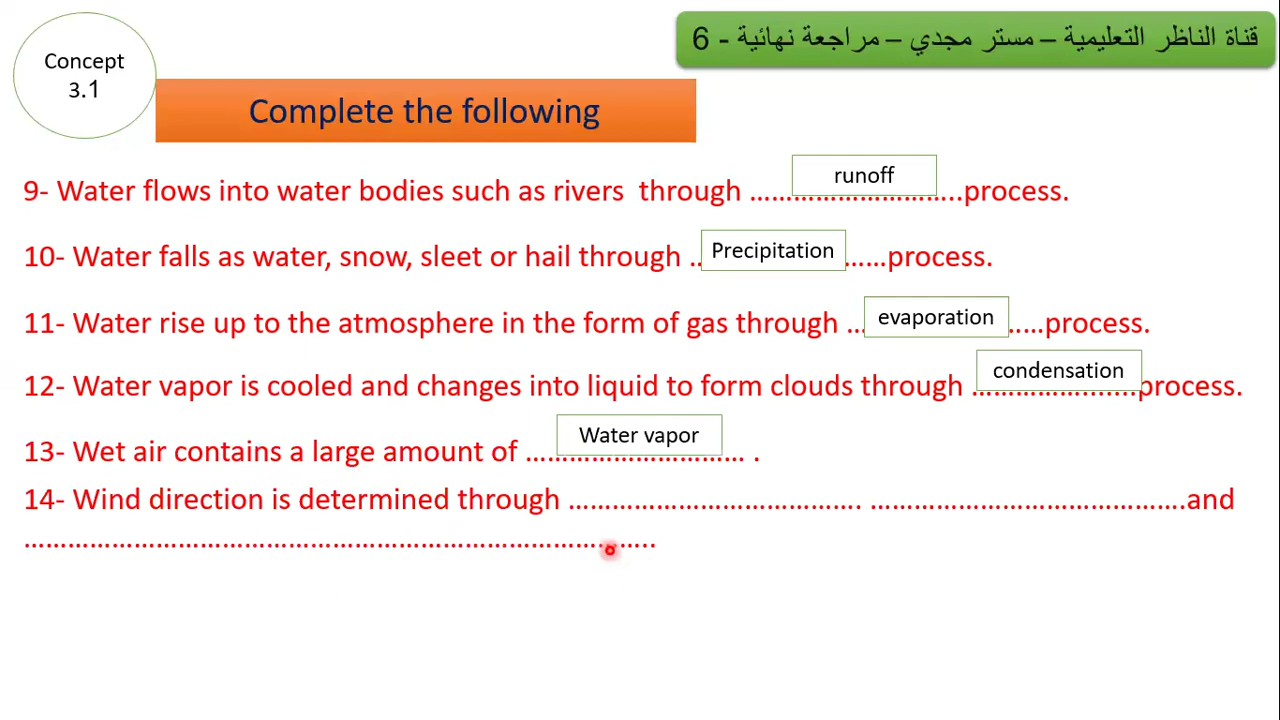 Concept
3.1
قناة الناظر التعليمية – مستر مجدي – مراجعة نهائية - 6
Complete the following
9- Water flows into water bodies such as rivers through ……runoff……..process.
10- Water falls as water, snow, sleet or hail through ..Precipitation……process.
11- Water rise up to the atmosphere in the form of gas through …evaporation.….process.
12- Water vapor is cooled and changes into liquid to form clouds through ……condensation……process.
13- Wet air contains a large amount of ……Water vapor…… .
14- Wind direction is determined through …………………………………. …………………………………….and
……………………………………………………………………………..